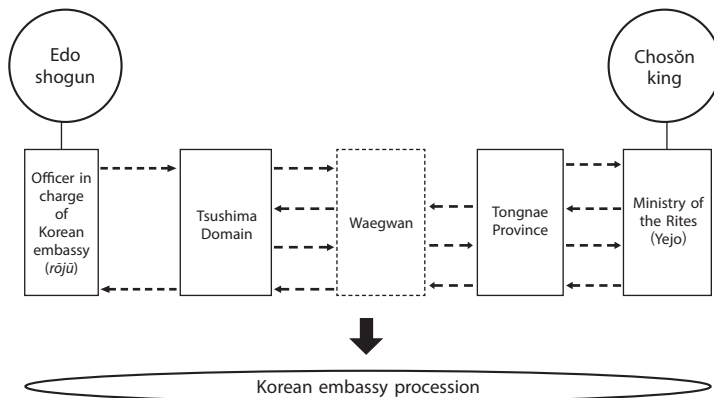 Edo
shogun
Chosŏn
king
Officer in
charge
of
Korean
embassy
(rōjū)
Tsushima
Domain
Waegwan
Tongnae
Province
Ministry of
the Rites
(Yejo)
Korean embassy procession